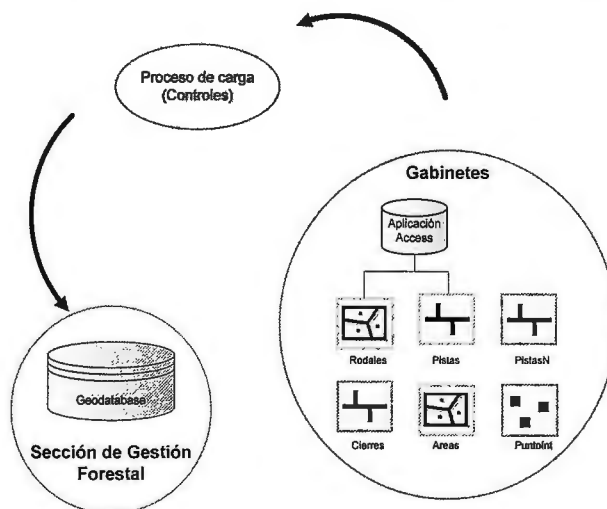 Proceso de carga
(Controles)
Gabinetes
Aplicación
Access
Rodales
Pistas
PistasN
Cierres
Areas
PuntoInt
Geodatabase
Sección de Gestión
Forestal